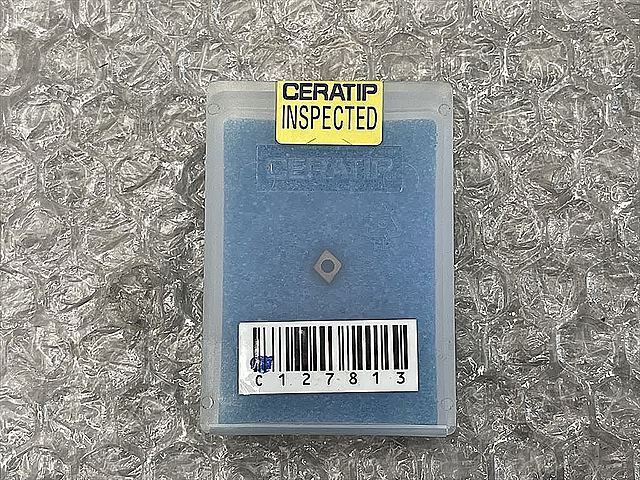 CERATIP
INSPECTED
CERATIP
C127813